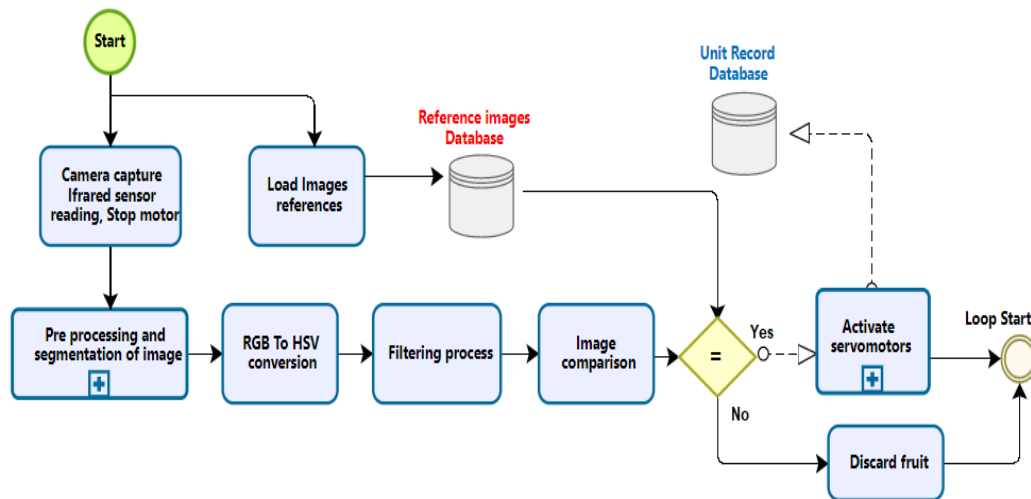 Start
Unit Record
Database
Reference images
Database
Camera capture
Ifrared sensor
reading, Stop motor
Load Images
references
Pre processing and
segmentation of image
RGB To HSV
conversion
Filtering process
Image
comparison
=
Yes
No
Activate
servomotors
Loop Start
Discard fruit